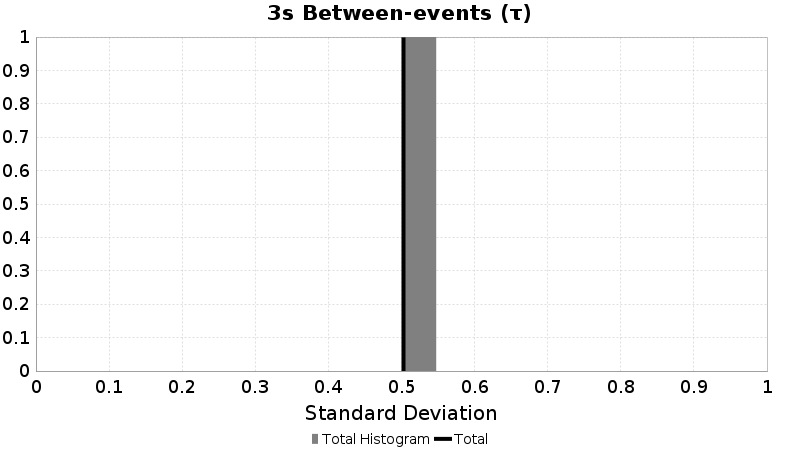 3s Between-events (τ)
1
0.9
0.8
0.7
0.6
0.5
0.4
0.3
0.2
0.1
0
0 0.1 0.2 0.3 0.4 0.5 0.6 0.7 0.8 0.9 1
Standard Deviation
Total Histogram Total